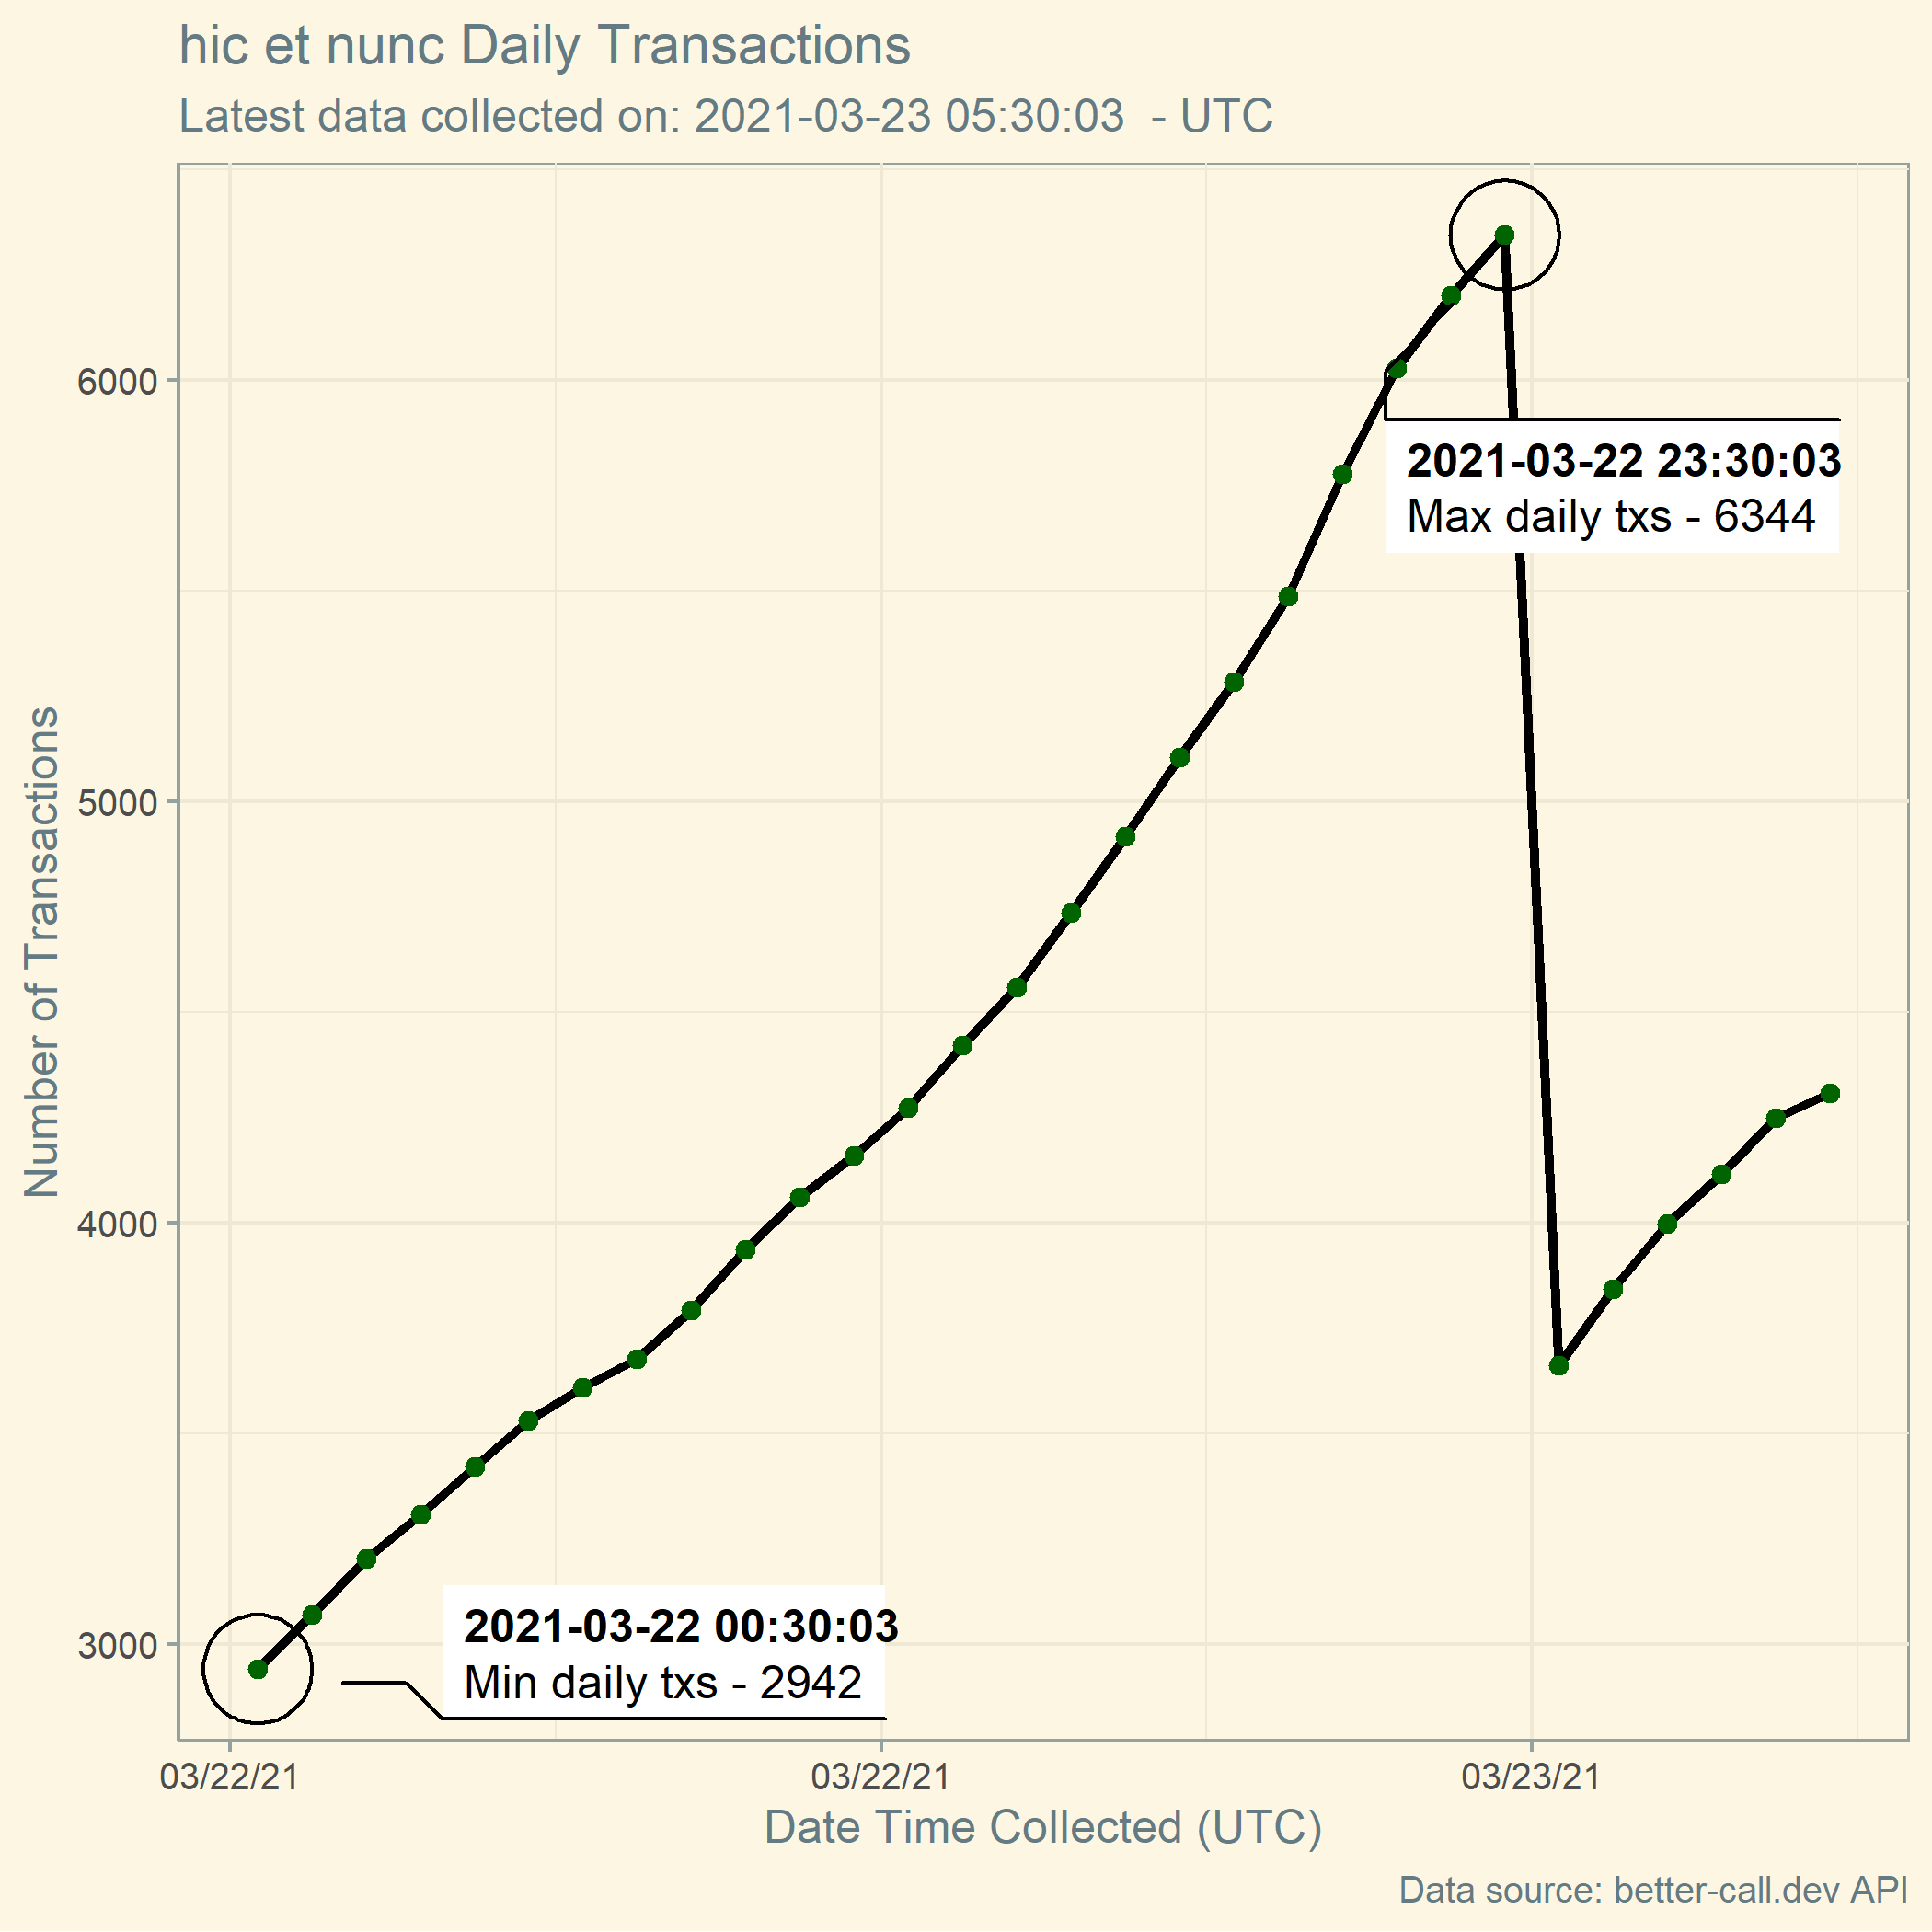 hic et nunc Daily Transactions
Latest data collected on: 2021-03-23 05:30:03  - UTC
Number of Transactions
6000
5000
4000
3000
2021-03-22 23:30:03
Max daily txs - 6344
2021-03-22 00:30:03
Min daily txs - 2942
03/22/21
03/22/21
03/23/21
Date Time Collected (UTC)
Data source: better-call.dev API